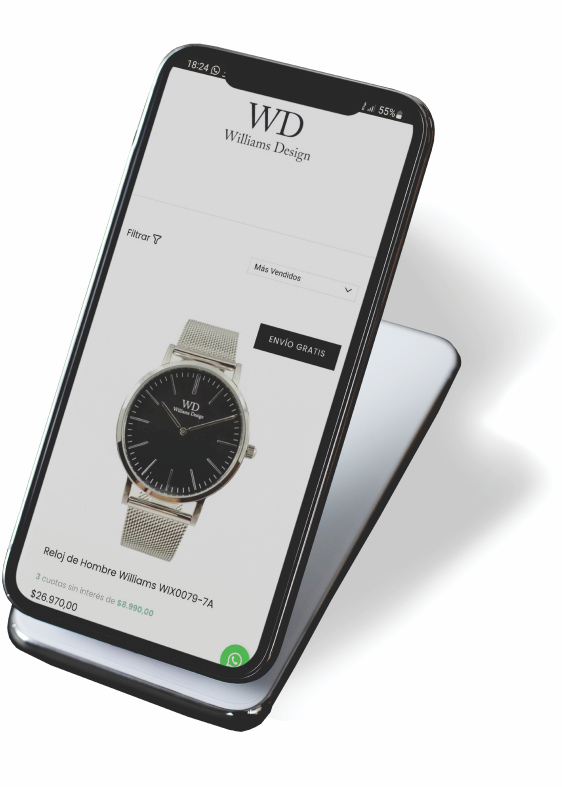 18:24
55%
WD
Williams Design
Filtrar
Más Vendidos
ENVÍO GRATIS
WD
Williams Design
Reloj de Hombre Williams WIX0079-7A
3 cuotas sin interés de $8.990,00
$26.970,00